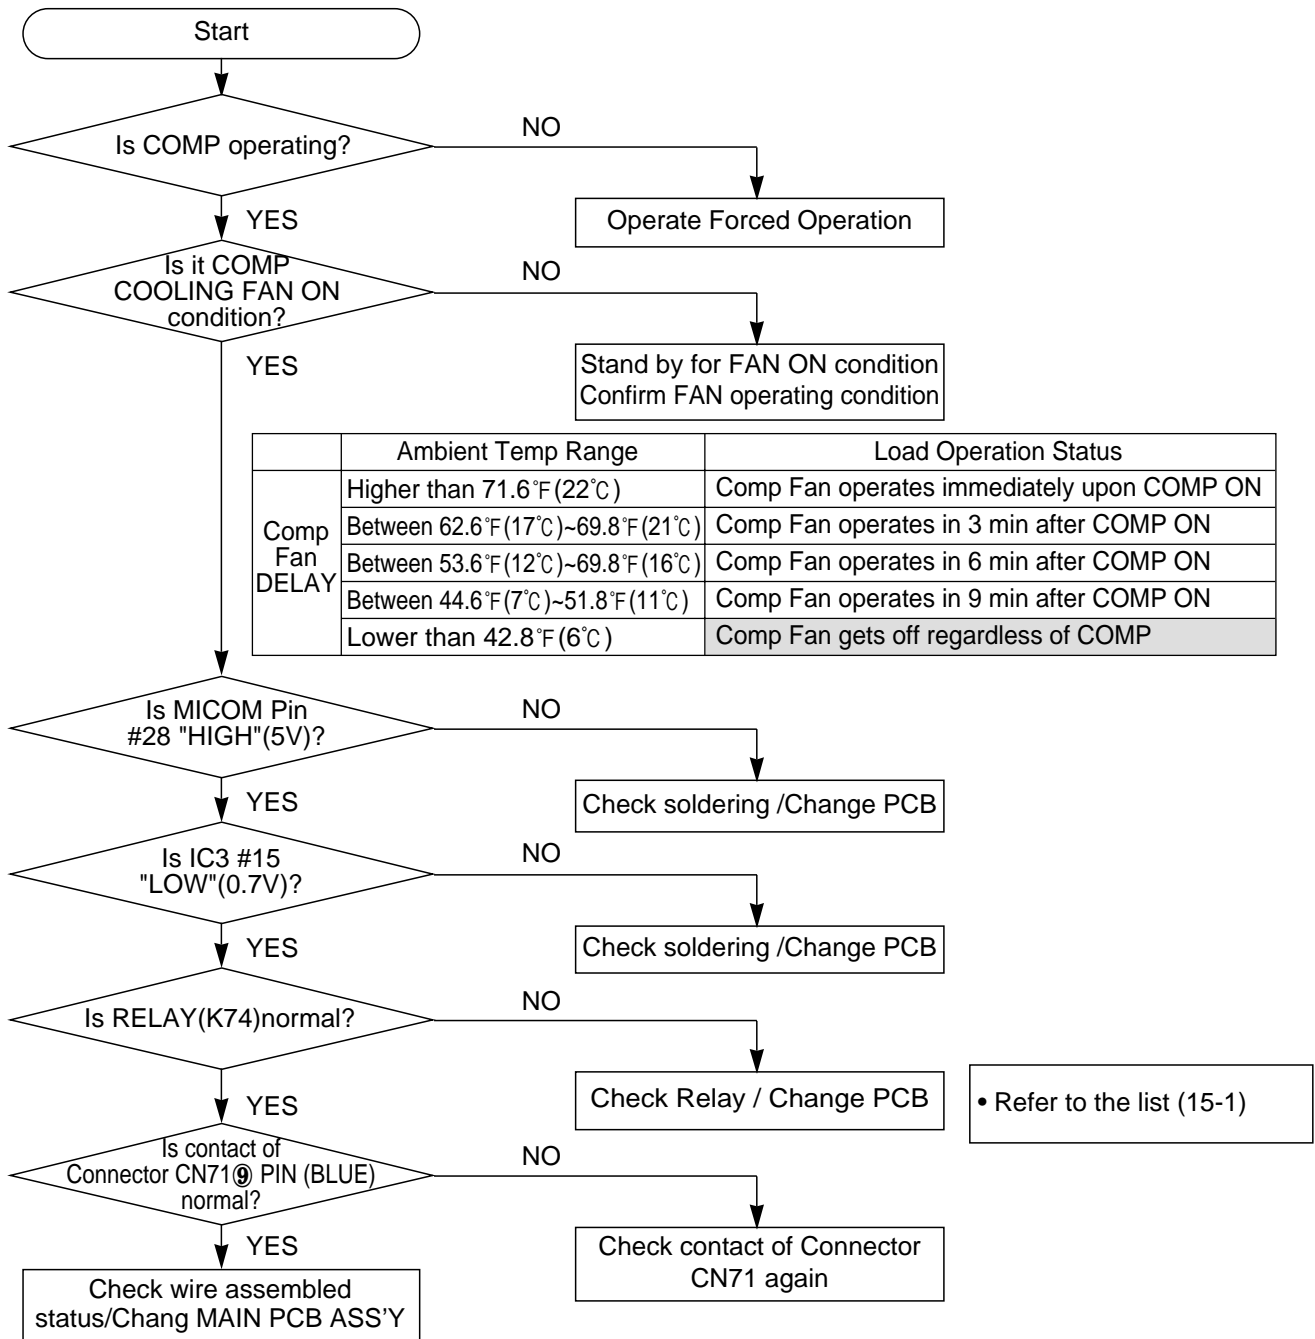 Start
Is COMP operating?
NO
Operate Forced Operation
YES
Is it COMP
COOLING FAN ON
condition?
NO
Stand by for FAN ON condition
Confirm FAN operating condition
YES
Ambient Temp Range Load Operation Status
Comp
Fan
DELAY
Higher than 71.6°F(22°C) Comp Fan operates immediately upon COMP ON
Between 62.6°F(17°C)~69.8°F(21°C) Comp Fan operates in 3 min after COMP ON
Between 53.6°F(12°C)~69.8°F(16°C) Comp Fan operates in 6 min after COMP ON
Between 44.6°F(7°C)~51.8°F(11°C) Comp Fan operates in 9 min after COMP ON
Lower than 42.8°F(6°C) Comp Fan gets off regardless of COMP
Is MICOM Pin
#28 "HIGH"(5V)?
NO
Check soldering /Change PCB
YES
Is IC3 #15
"LOW"(0.7V)?
NO
Check soldering /Change PCB
YES
Is RELAY(K74)normal?
NO
Check Relay / Change PCB
• Refer to the list (15-1)
YES
Is contact of
Connector CN71⑨ PIN (BLUE)
normal?
NO
Check contact of Connector
CN71 again
YES
Check wire assembled
status/Chang MAIN PCB ASS'Y